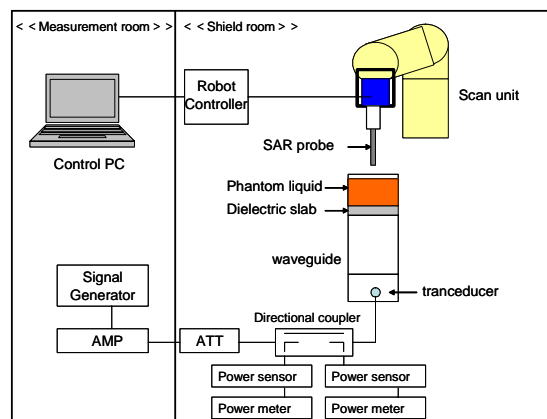 < < Measurement room > >
< < Shield room > >
Robot
Controller
Scan unit
Control PC
SAR probe
Phantom liquid
Dielectric slab
waveguide
Signal
Generator
tranceducer
Directional coupler
AMP
ATT
Power sensor
Power sensor
Power meter
Power meter